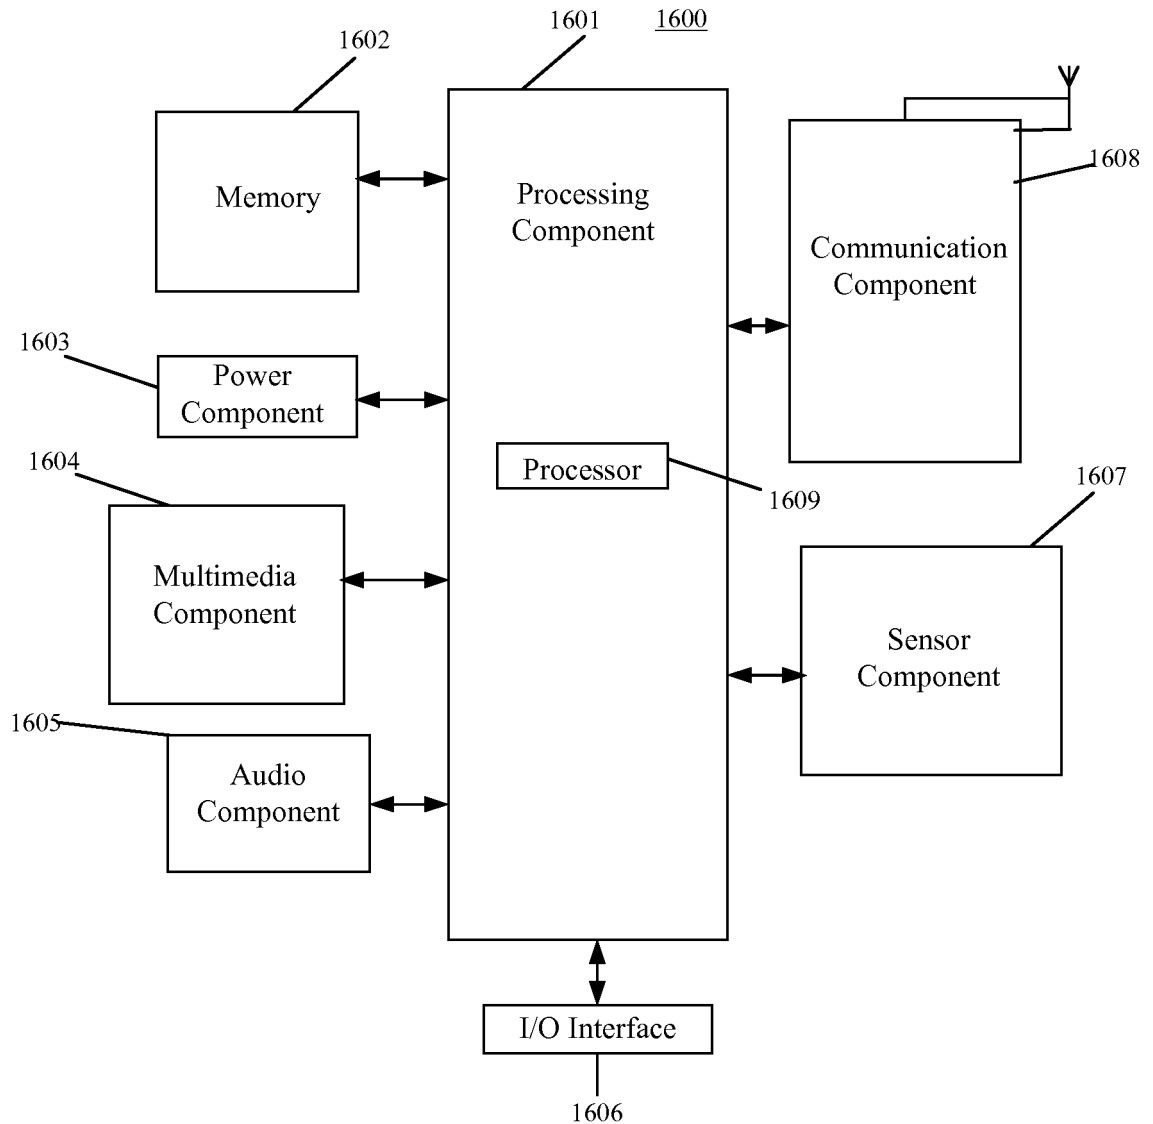 1601
1600
1602
Memory
Processing
Component
1608
Communication
Component
1603
Power
Component
1604
Processor
1609
1607
Multimedia
Component
Sensor
Component
1605
Audio
Component
I/O Interface
1606